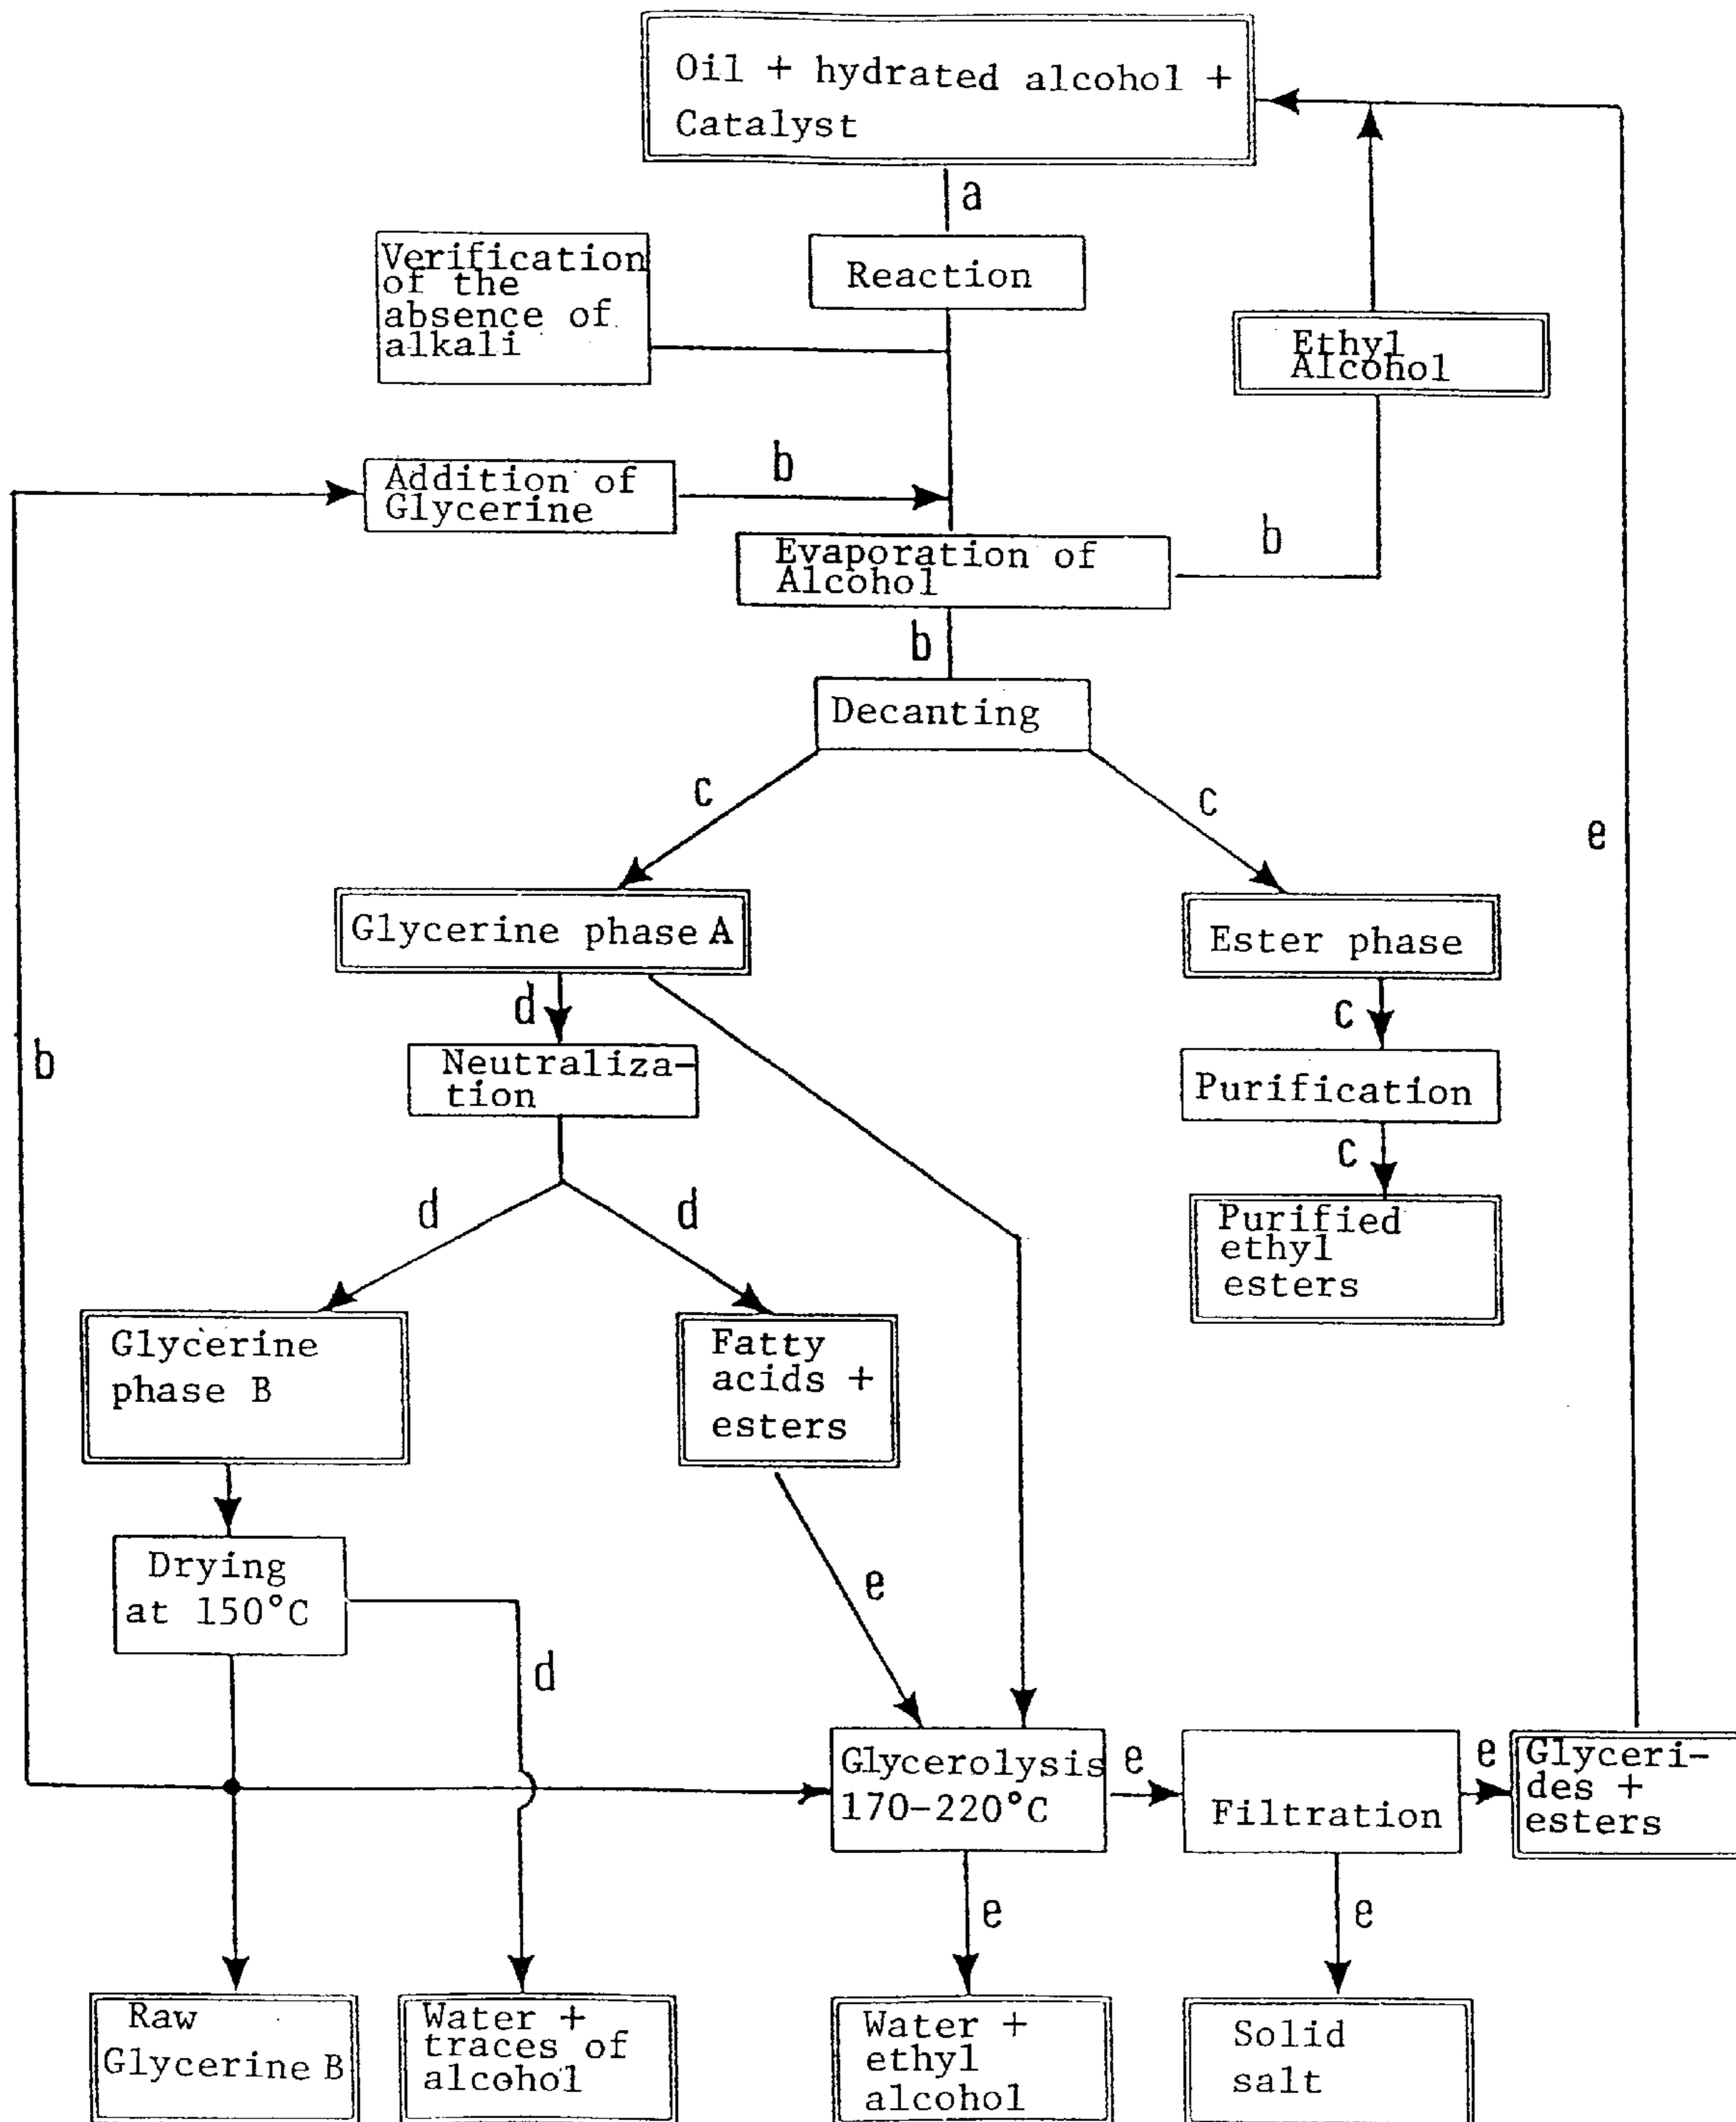 Oil + hydrated alcohol +
Catalyst
a
Verification
of the
absence of
alkali
Reaction
Ethyl
Alcohol
Addition of
Glycerine
b
Evaporation of
Alcohol
b
b
Decanting
c
c
e
Glycerine phase A
Ester phase
d
c
b
Neutraliza-
tion
Purification
c
d
d
Purified
ethyl
esters
Glycerine
phase B
Fatty
acids +
esters
Drying
at 150°C
e
d
Glycerolysis
170-220°C
e
Filtration
e
Glyceri-
des +
esters
e
e
Raw
Glycerine B
Water +
traces of
alcohol
Water +
ethyl
alcohol
Solid
salt